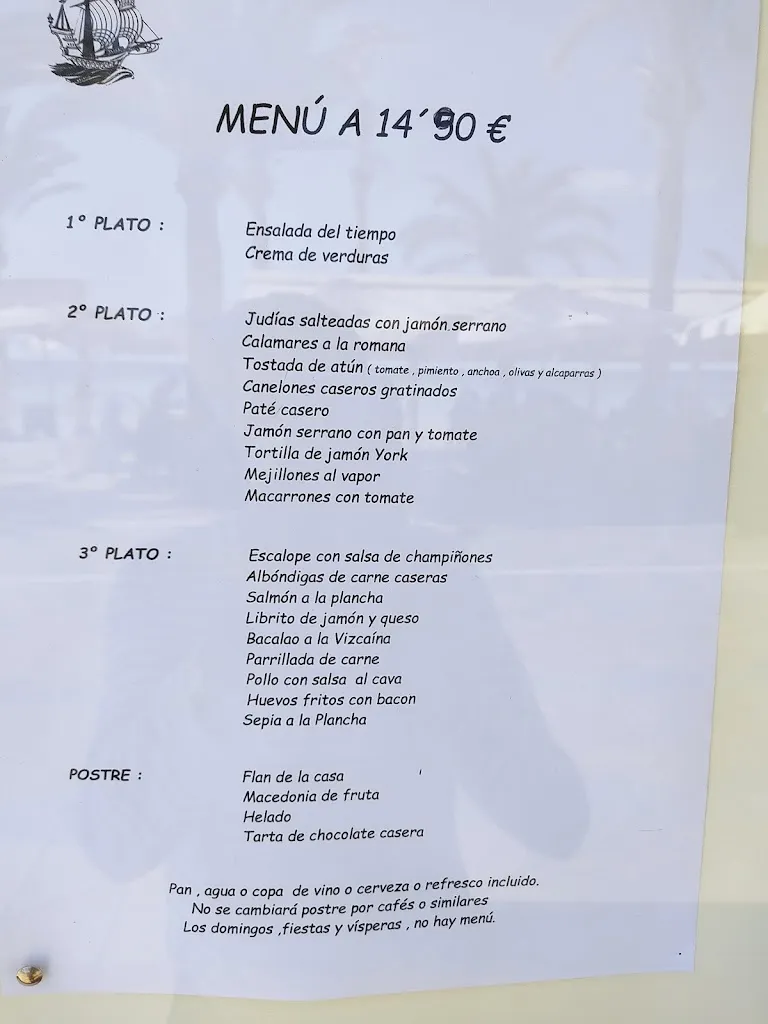 MENÚ A 14´90 €
1º PLATO : Ensalada del tiempo
Crema de verduras
2º PLATO : Judías salteadas con jamón serrano
Calamares a la romana
Tostada de atún ( tomate , pimiento , anchoa , olivas y alcaparras )
Canelones caseros gratinados
Paté casero
Jamón serrano con pan y tomate
Tortilla de jamón York
Mejillones al vapor
Macarrones con tomate
3º PLATO : Escalope con salsa de champiñones
Albóndigas de carne caseras
Salmón a la plancha
Librito de jamón y queso
Bacalao a la Vizcaína
Parrillada de carne
Pollo con salsa al cava
Huevos fritos con bacon
Sepia a la Plancha
POSTRE : Flan de la casa
Macedonia de fruta
Helado
Tarta de chocolate casera
Pan , agua o copa de vino o cerveza o refresco incluido.
No se cambiará postre por cafés o similares
Los domingos ,fiestas y vísperas , no hay menú.